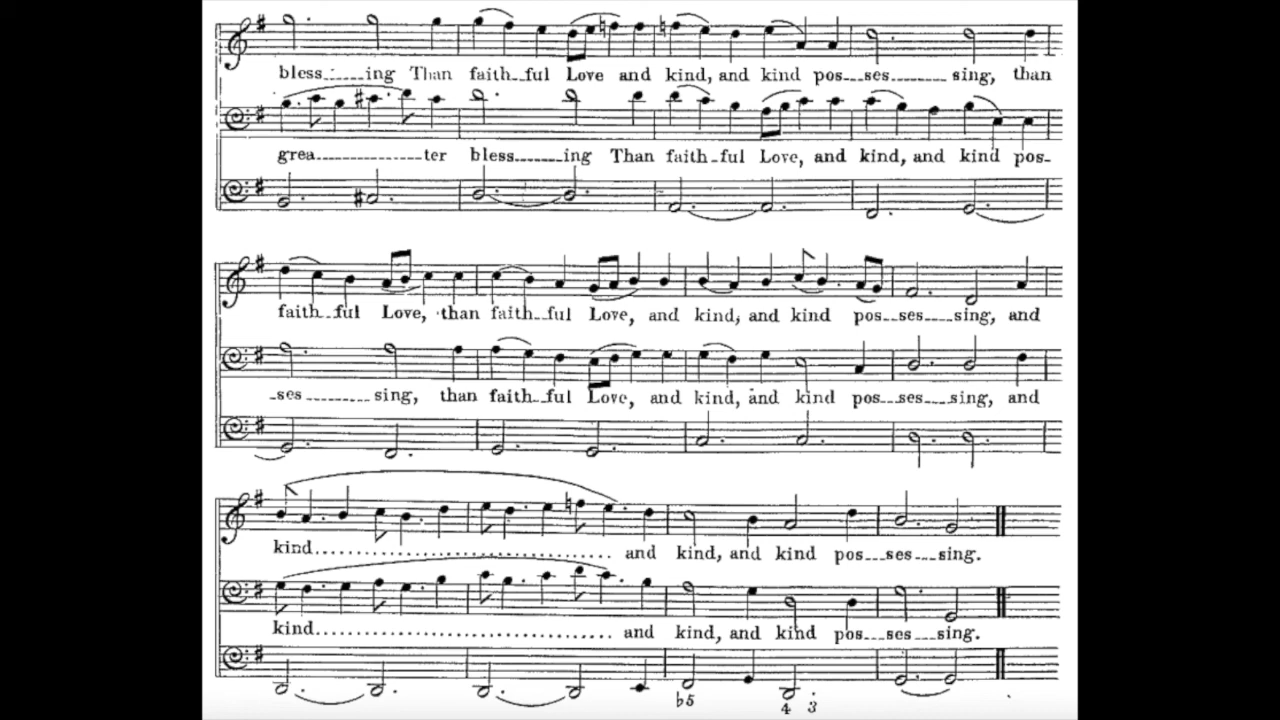 bless......ing Than faith..ful Love and kind, and kind pos...ses........ sing, than
grea..............ter bless.......ing Than faith..ful Love, and kind, and kind pos-
faith..ful Love, than faith..ful Love, and kind, and kind pos...ses....sing, and
-ses......... sing, than faith..ful Love, and kind, and kind pos...ses....sing, and
kind................................... and kind, and kind pos...ses...sing.
kind................................... and kind, and kind pos...ses...sing.
b5 4 3